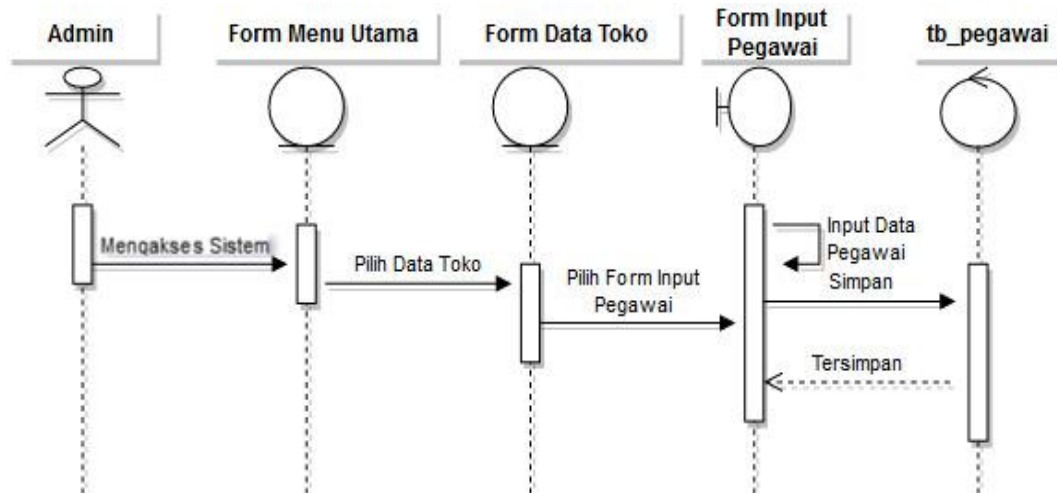 Admin
Form Menu Utama
Form Data Toko
Form Input
Pegawai
tb_pegawai
Mengakses Sistem
Pilih Data Toko
Pilih Form Input
Pegawai
Input Data
Pegawai
Simpan
Tersimpan